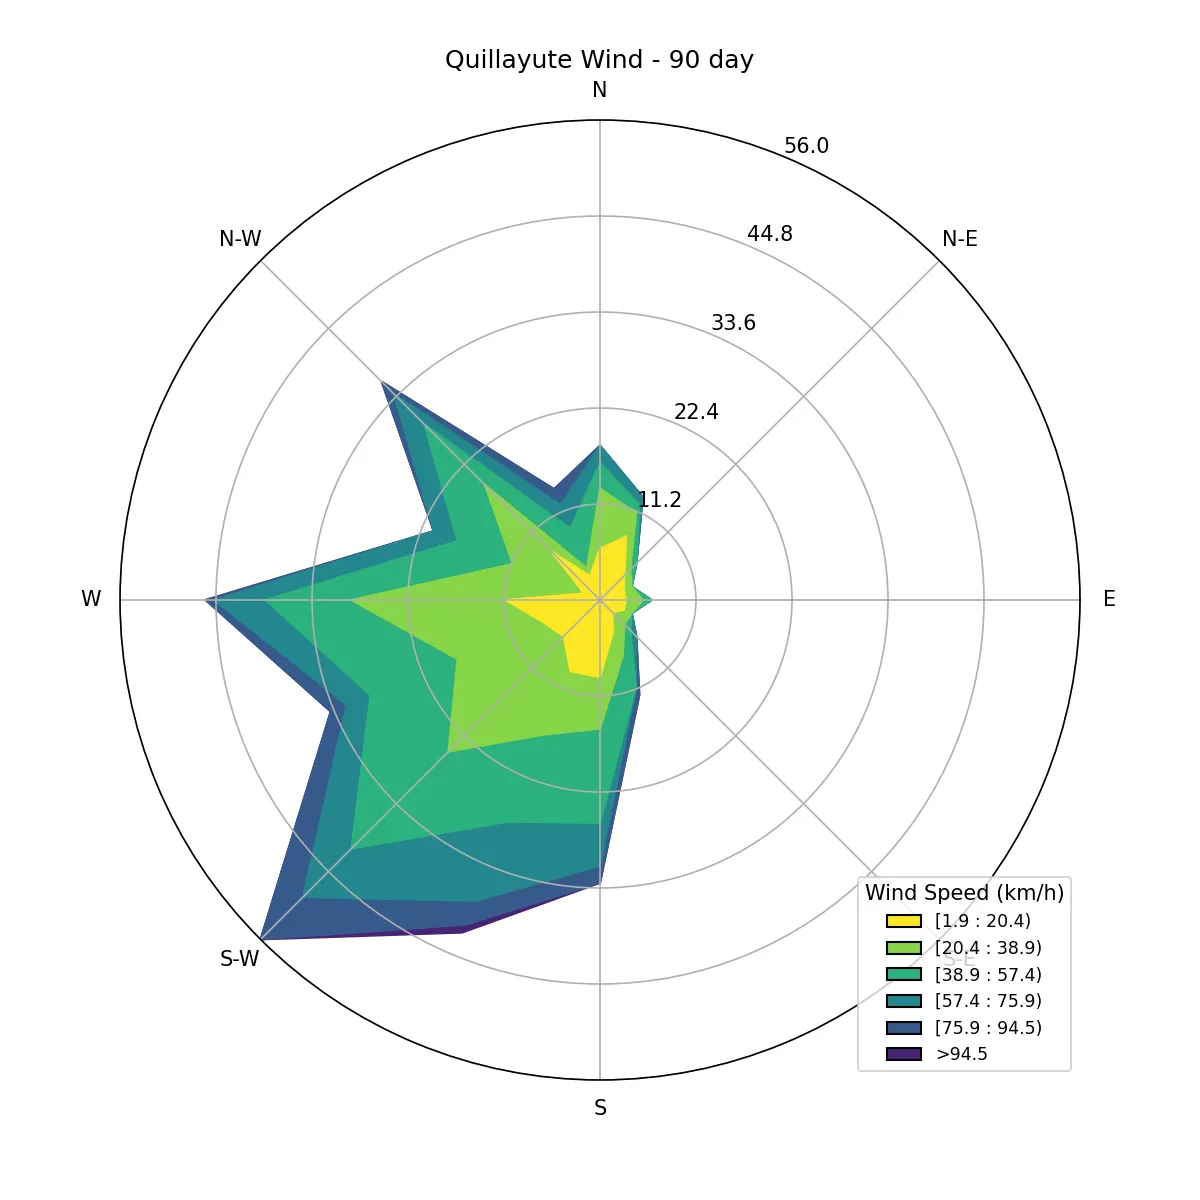 Quillayute Wind - 90 day
N
56.0
44.8
N-W
N-E
33.6
22.4
11.2
W
E
Wind Speed (km/h)
[1.9 : 20.4)
[20.4 : 38.9)
S-W
S-E
[38.9 : 57.4)
[57.4 : 75.9)
[75.9 : 94.5)
>94.5
S